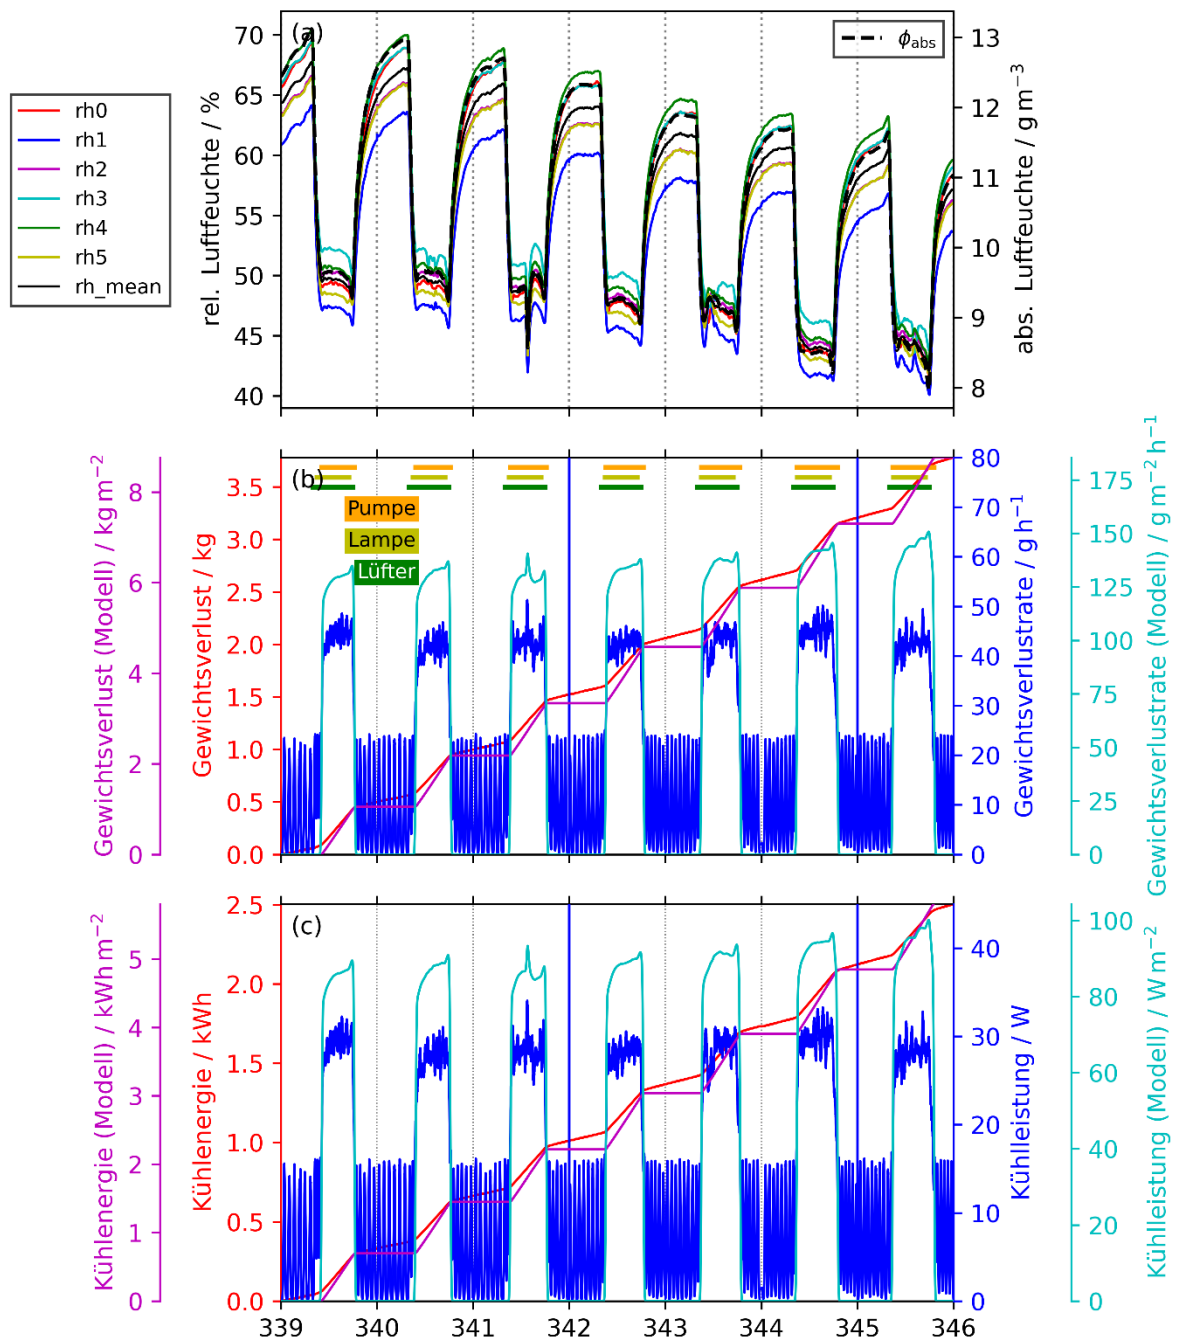 (a)
ϕabs
rh0
rh1
rh2
rh3
rh4
rh5
rh_mean
rel. Luftfeuchte / %
70
65
60
55
50
45
40
abs. Luftfeuchte / g m⁻³
13
12
11
10
9
8
(b)
Pumpe
Lampe
Lüfter
Gewichtsverlust (Modell) / kg m⁻²
8
6
4
2
0
Gewichtsverlust / kg
3.5
3.0
2.5
2.0
1.5
1.0
0.5
0.0
Gewichtsverlustrate / g h⁻¹
80
70
60
50
40
30
20
10
0
Gewichtsverlustrate (Modell) / g m⁻² h⁻¹
175
150
125
100
75
50
25
0
(c)
Kühlenergie (Modell) / kWh m⁻²
5
4
3
2
1
0
Kühlenergie / kWh
2.5
2.0
1.5
1.0
0.5
0.0
Kühlleistung / W
40
30
20
10
0
Kühlleistung (Modell) / W m⁻²
100
80
60
40
20
0
339 340 341 342 343 344 345 346